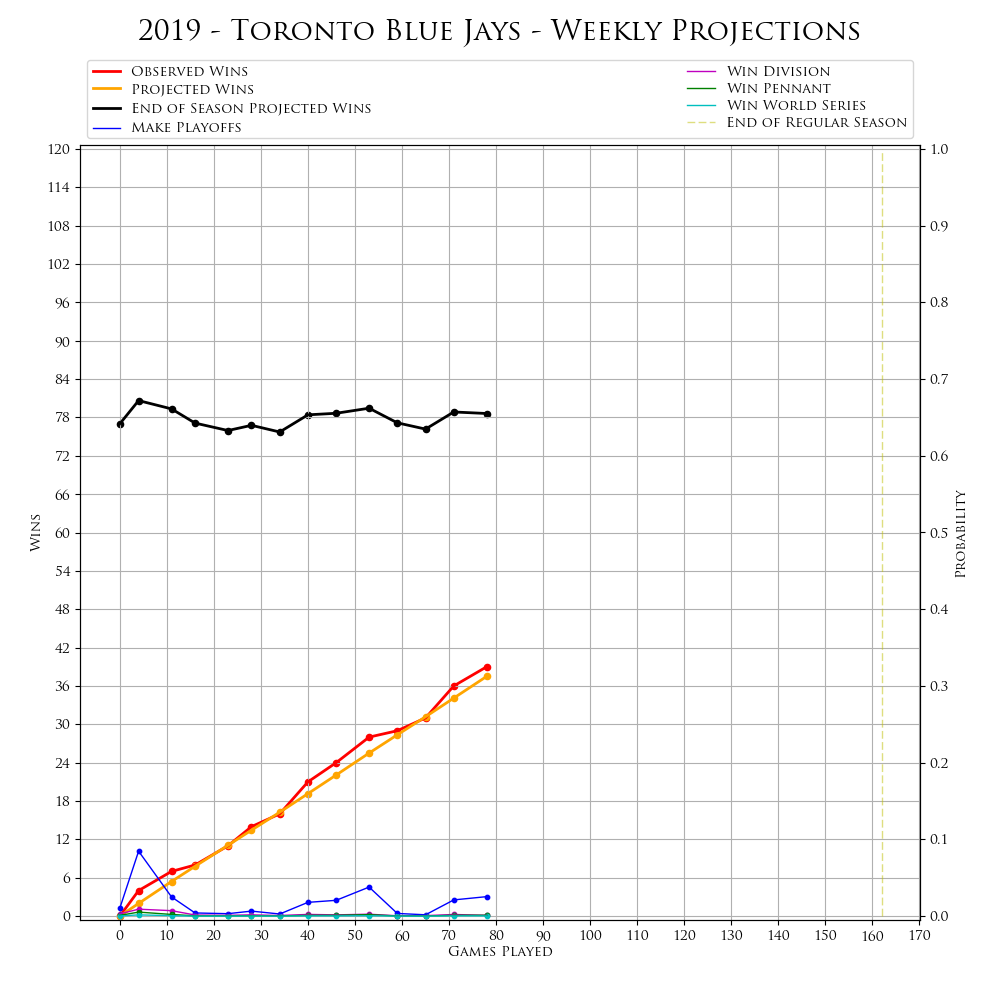 2019 - Toronto Blue Jays - Weekly Projections
Observed Wins
Projected Wins
End of Season Projected Wins
Make Playoffs
Win Division
Win Pennant
Win World Series
End of Regular Season
120
114
108
102
96
90
84
78
72
66
60
54
48
42
36
30
24
18
12
6
0
Wins
1.0
0.9
0.8
0.7
0.6
0.5
0.4
0.3
0.2
0.1
0.0
Probability
0 10 20 30 40 50 60 70 80 90 100 110 120 130 140 150 160 170
Games Played